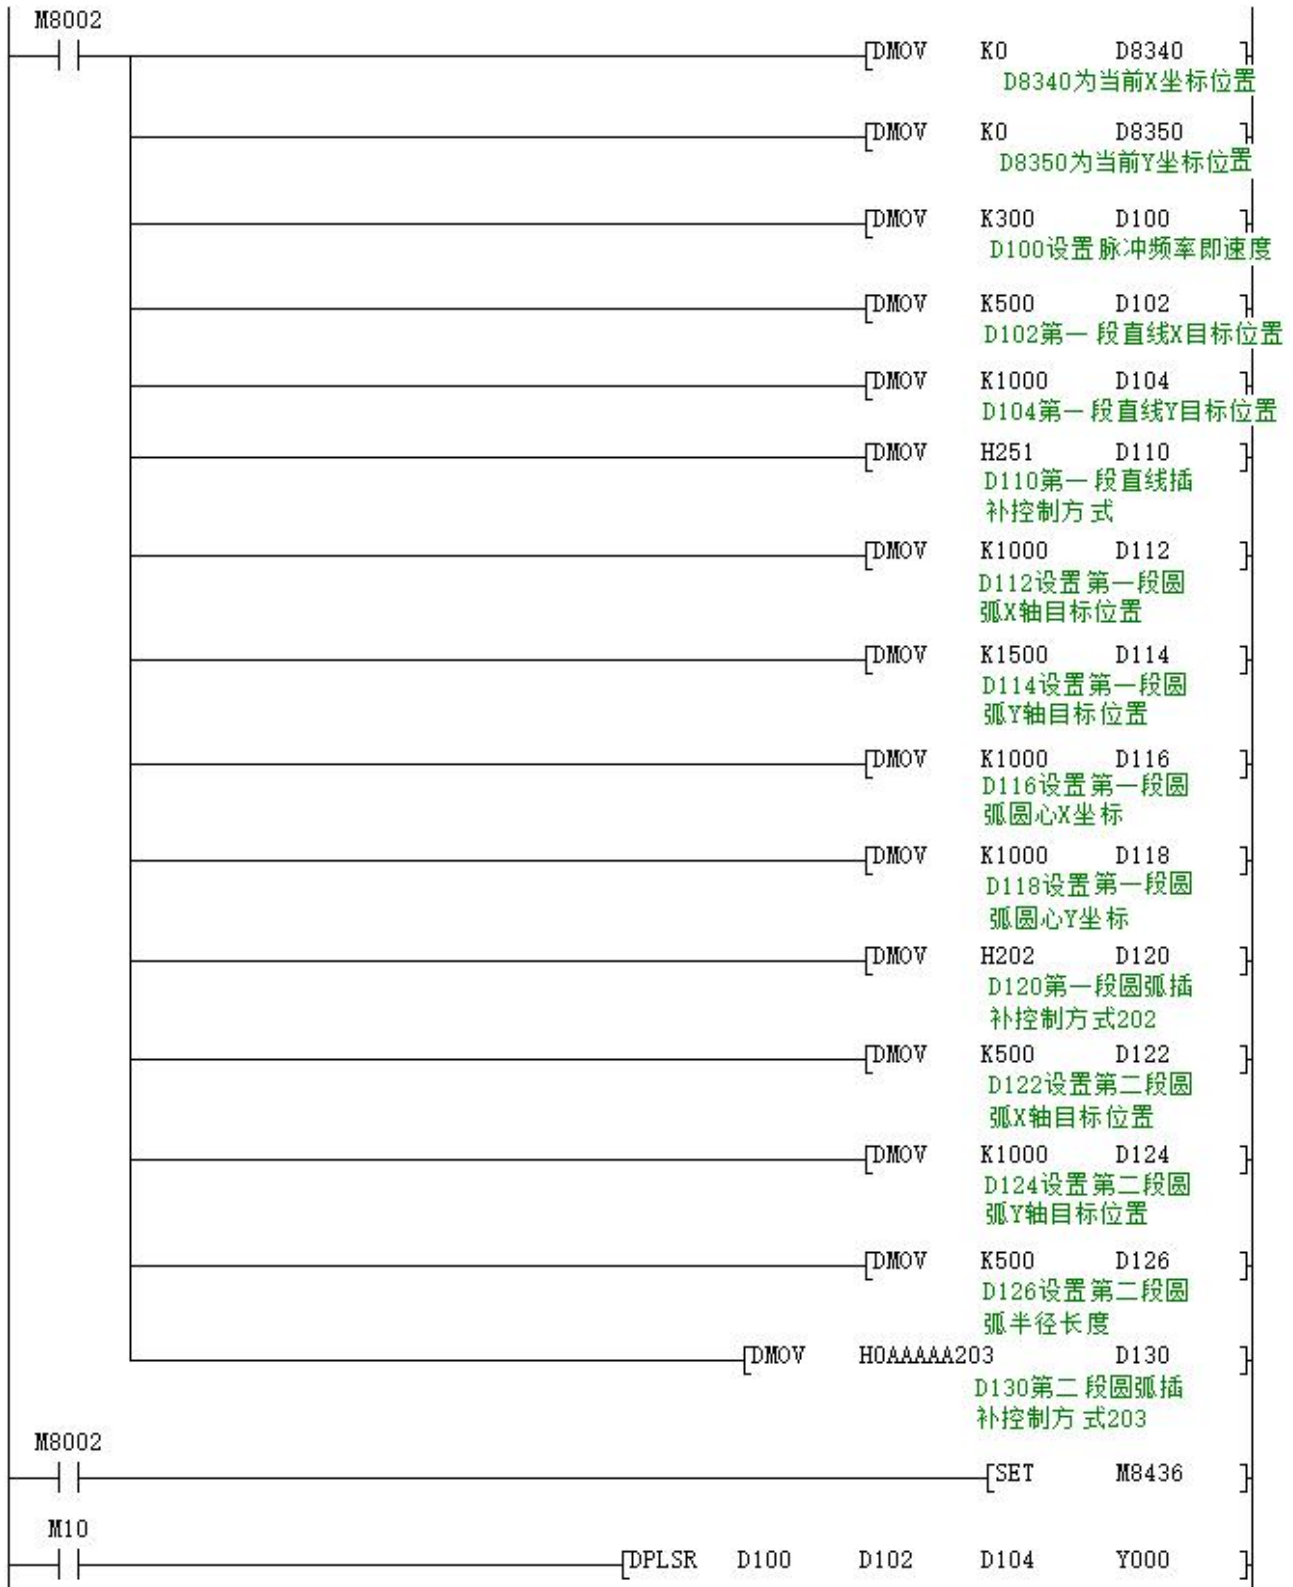 M8002
DMOV K0 D8340
D8340为当前X坐标位置
DMOV K0 D8350
D8350为当前Y坐标位置
DMOV K300 D100
D100设置脉冲频率即速度
DMOV K500 D102
D102第一段直线X目标位置
DMOV K1000 D104
D104第一段直线Y目标位置
DMOV H251 D110
D110第一段直线插
补控制方式
DMOV K1000 D112
D112设置第一段圆
弧X轴目标位置
DMOV K1500 D114
D114设置第一段圆
弧Y轴目标位置
DMOV K1000 D116
D116设置第一段圆
弧圆心X坐标
DMOV K1000 D118
D118设置第一段圆
弧圆心Y坐标
DMOV H202 D120
D120第一段圆弧插
补控制方式202
DMOV K500 D122
D122设置第二段圆
弧X轴目标位置
DMOV K1000 D124
D124设置第二段圆
弧Y轴目标位置
DMOV K500 D126
D126设置第二段圆
弧半径长度
DMOV H0AAAAA203 D130
D130第二段圆弧插
补控制方式203
M8002
SET M8436
M10
DPLSR D100 D102 D104 Y000